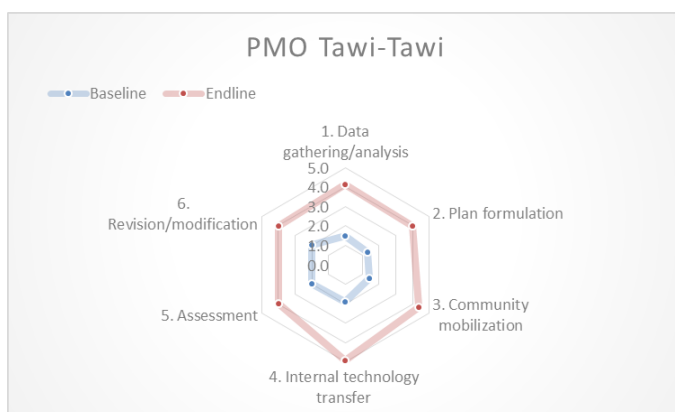 PMO Tawi-Tawi
Baseline
Endline
1. Data
gathering/analysis
5.0
4.0
3.0
2.0
1.0
0.0
2. Plan formulation
3. Community
mobilization
4. Internal technology
transfer
5. Assessment
6.
Revision/modification